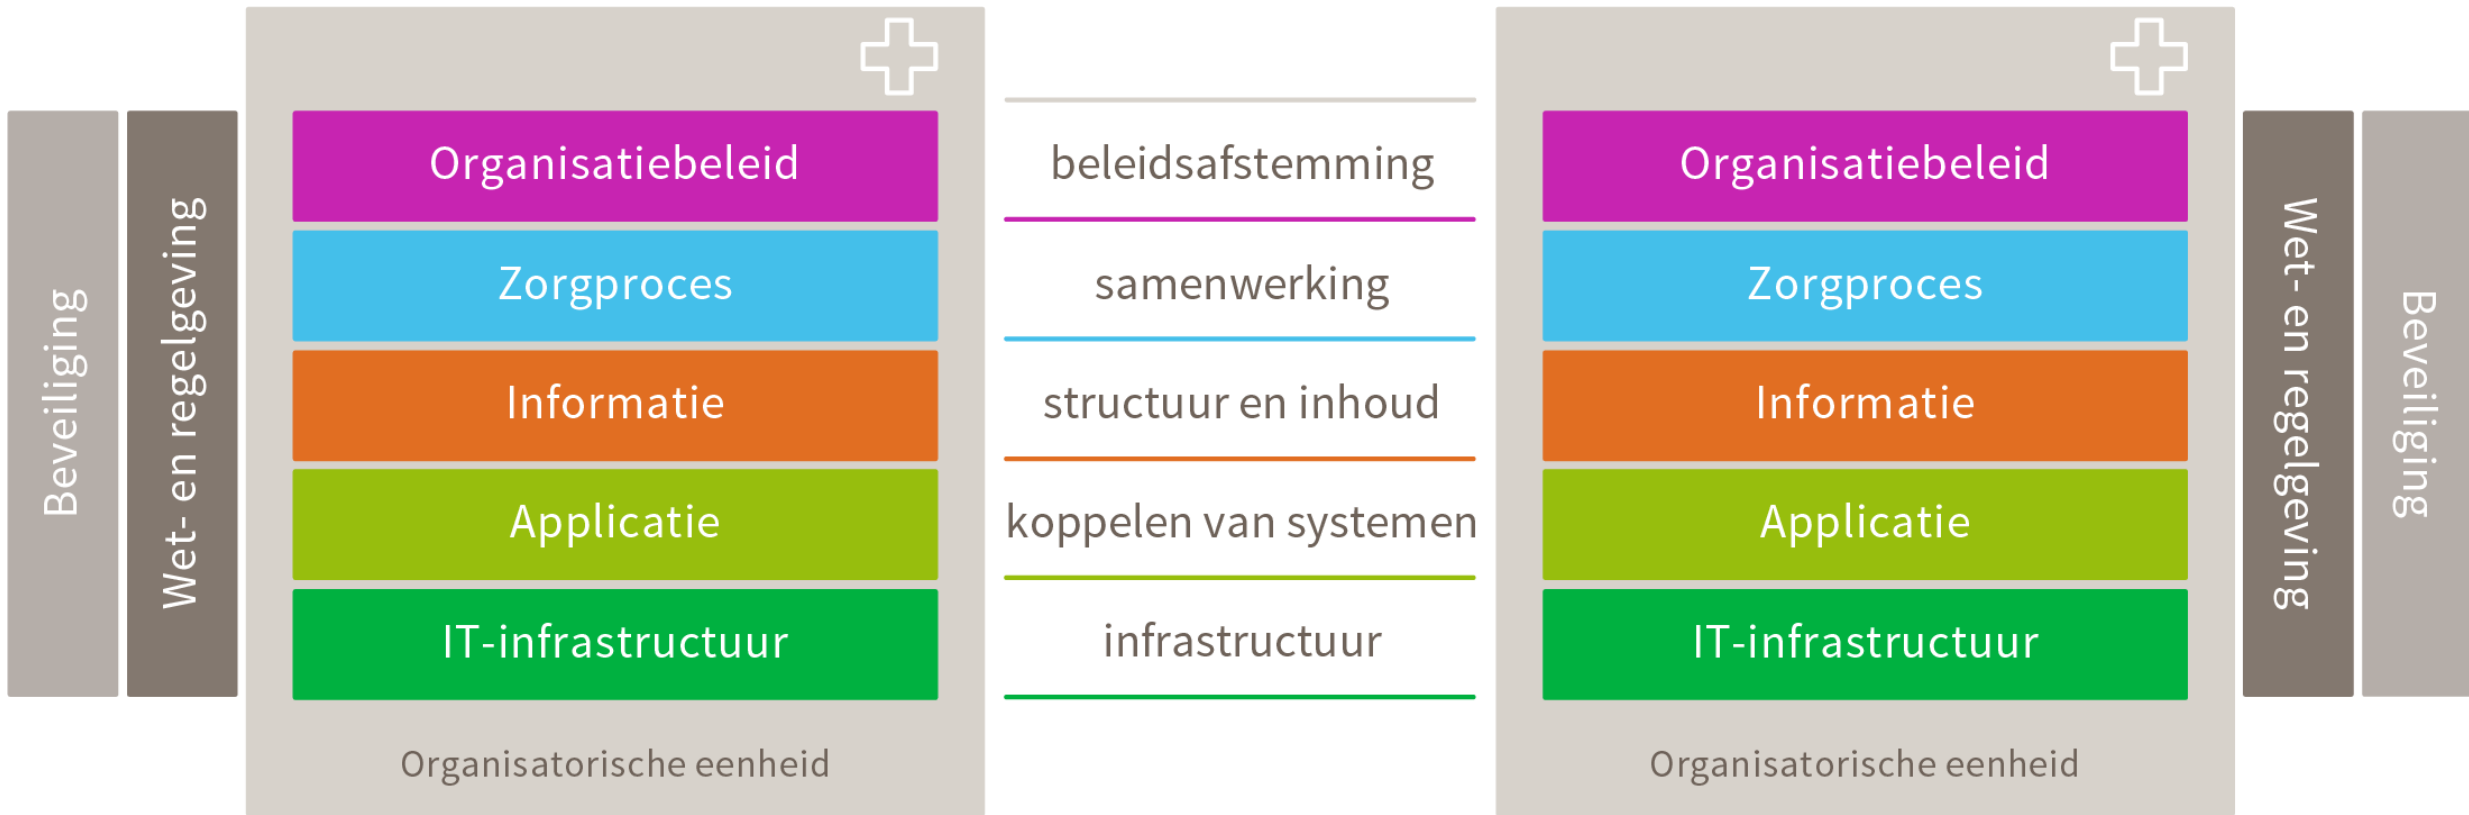 Beveiliging
Wet- en regelgeving
Organisatiebeleid
Zorgproces
Informatie
Applicatie
IT-infrastructuur
Organisatorische eenheid
beleidsafstemming
samenwerking
structuur en inhoud
koppelen van systemen
infrastructuur
Organisatiebeleid
Zorgproces
Informatie
Applicatie
IT-infrastructuur
Organisatorische eenheid
Wet- en regelgeving
Beveiliging